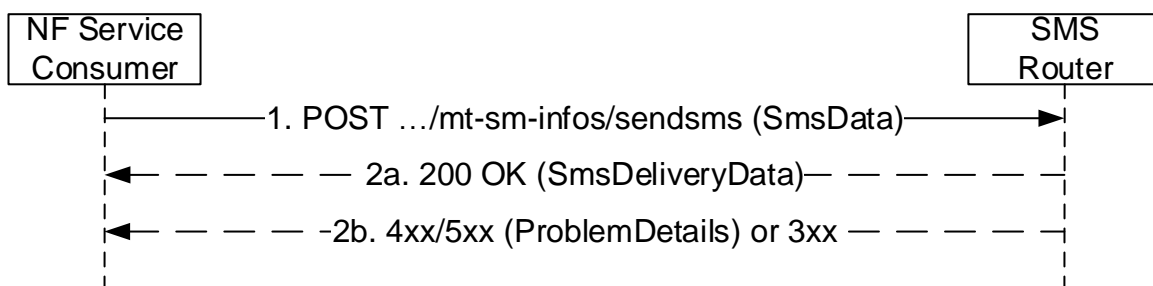 NF Service
Consumer
SMS
Router
1. POST …/mt-sm-infos/sendsms (SmsData)
2a. 200 OK (SmsDeliveryData)
2b. 4xx/5xx (ProblemDetails) or 3xx